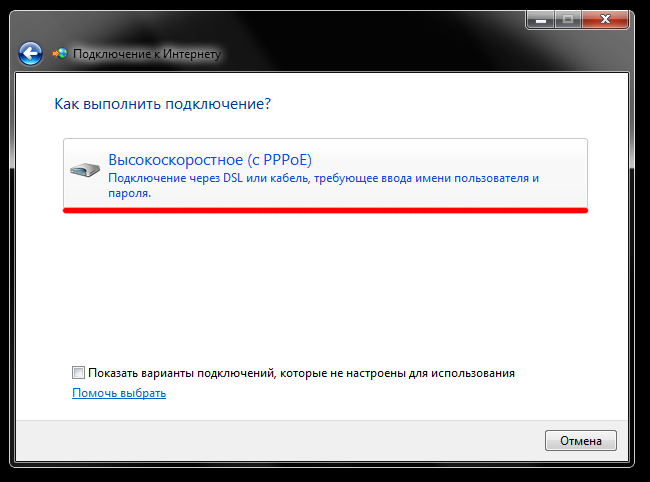 Подключение к Интернету
Как выполнить подключение?
Высокоскоростное (с PPPoE)
Подключение через DSL или кабель, требующее ввода имени пользователя и
пароля.
Показать варианты подключений, которые не настроены для использования
Помочь выбрать
Отмена